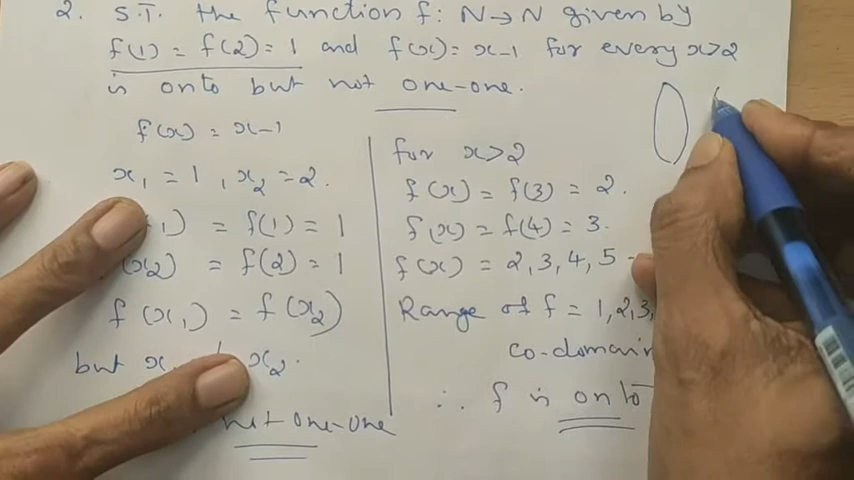 2. S.T. the function f: N→N given by
f(1) = f(2) = 1 and f(x) = x-1 for every x>2
is onto but not one-one.
f(x) = x-1
x₁ = 1, x₂ = 2.
₁) = f(1) = 1
(x₂) = f(2) = 1
f(x₁) = f(x₂)
but x x₂.
not one-one
for x>2
f(x) = f(3) = 2.
f(x) = f(4) = 3.
f(x) = 2,3,4,5 -
Range of f = 1,2,3,
co-domain
∴ f is onto